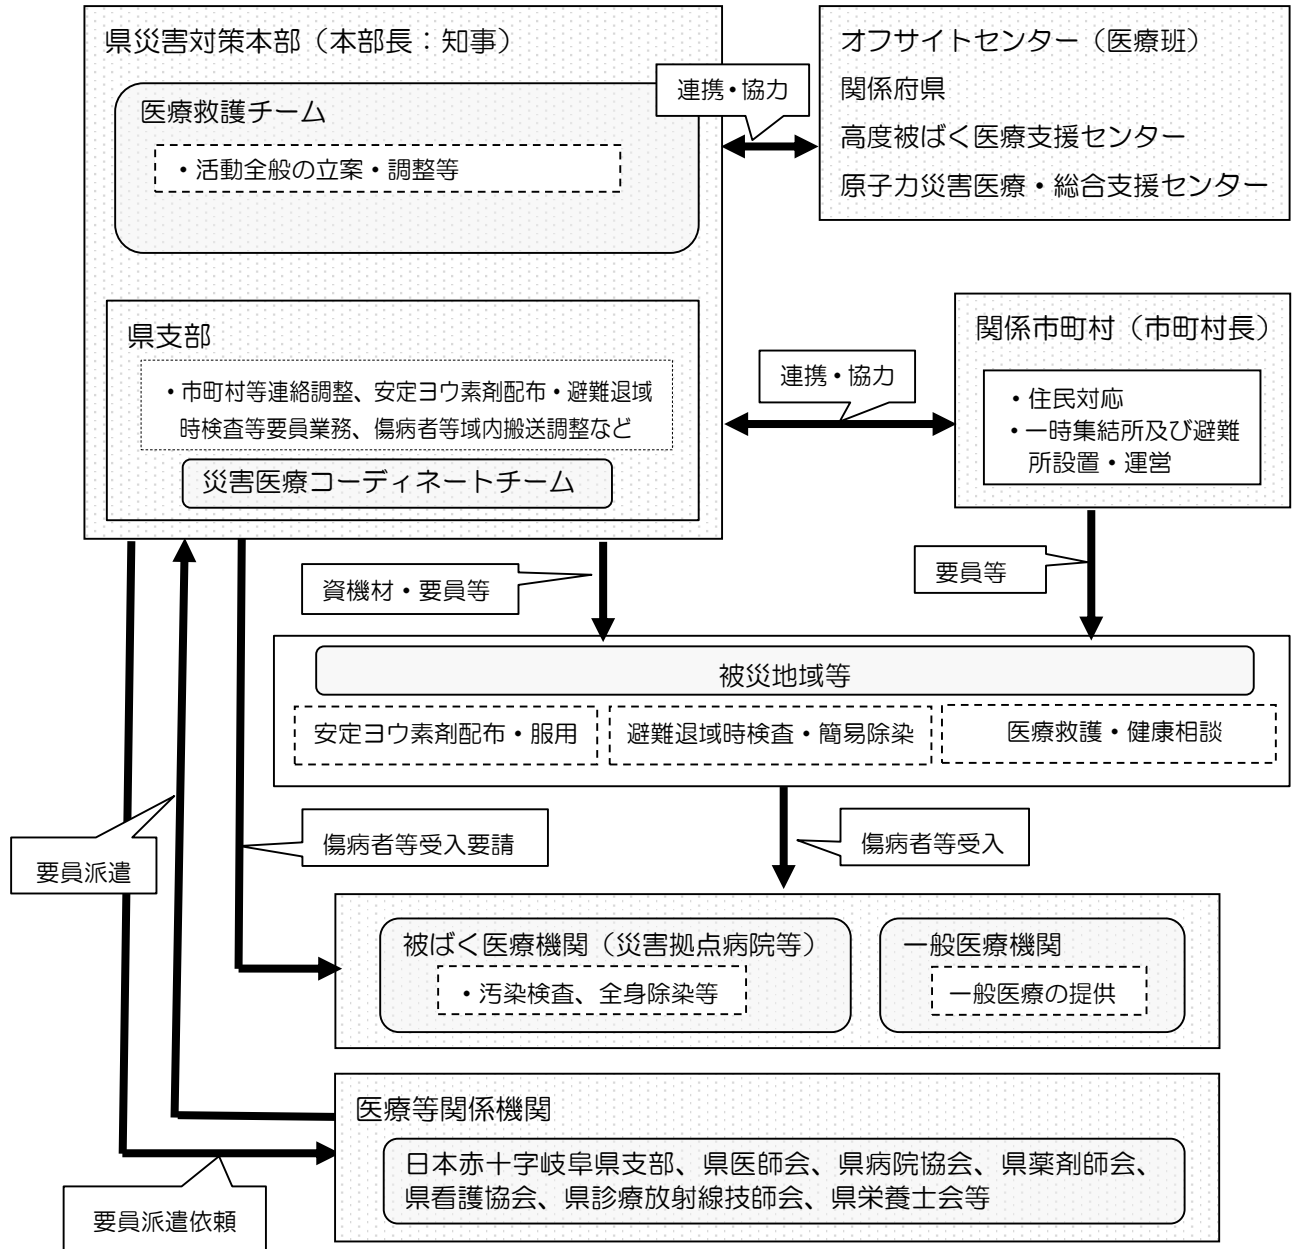 県災害対策本部（本部長：知事）
医療救護チーム
・活動全般の立案・調整等
連携・協力
オフサイトセンター（医療班）
関係府県
高度被ばく医療支援センター
原子力災害医療・総合支援センター
県支部
・市町村等連絡調整、安定ヨウ素剤配布・避難退域
時検査等要員業務、傷病者等域内搬送調整など
災害医療コーディネートチーム
連携・協力
関係市町村（市町村長）
・住民対応
・一時集結所及び避難
所設置・運営
資機材・要員等
要員等
被災地域等
安定ヨウ素剤配布・服用
避難退域時検査・簡易除染
医療救護・健康相談
要員派遣
傷病者等受入要請
傷病者等受入
被ばく医療機関（災害拠点病院等）
・汚染検査、全身除染等
一般医療機関
一般医療の提供
医療等関係機関
日本赤十字岐阜県支部、県医師会、県病院協会、県薬剤師会、
県看護協会、県診療放射線技師会、県栄養士会等
要員派遣依頼